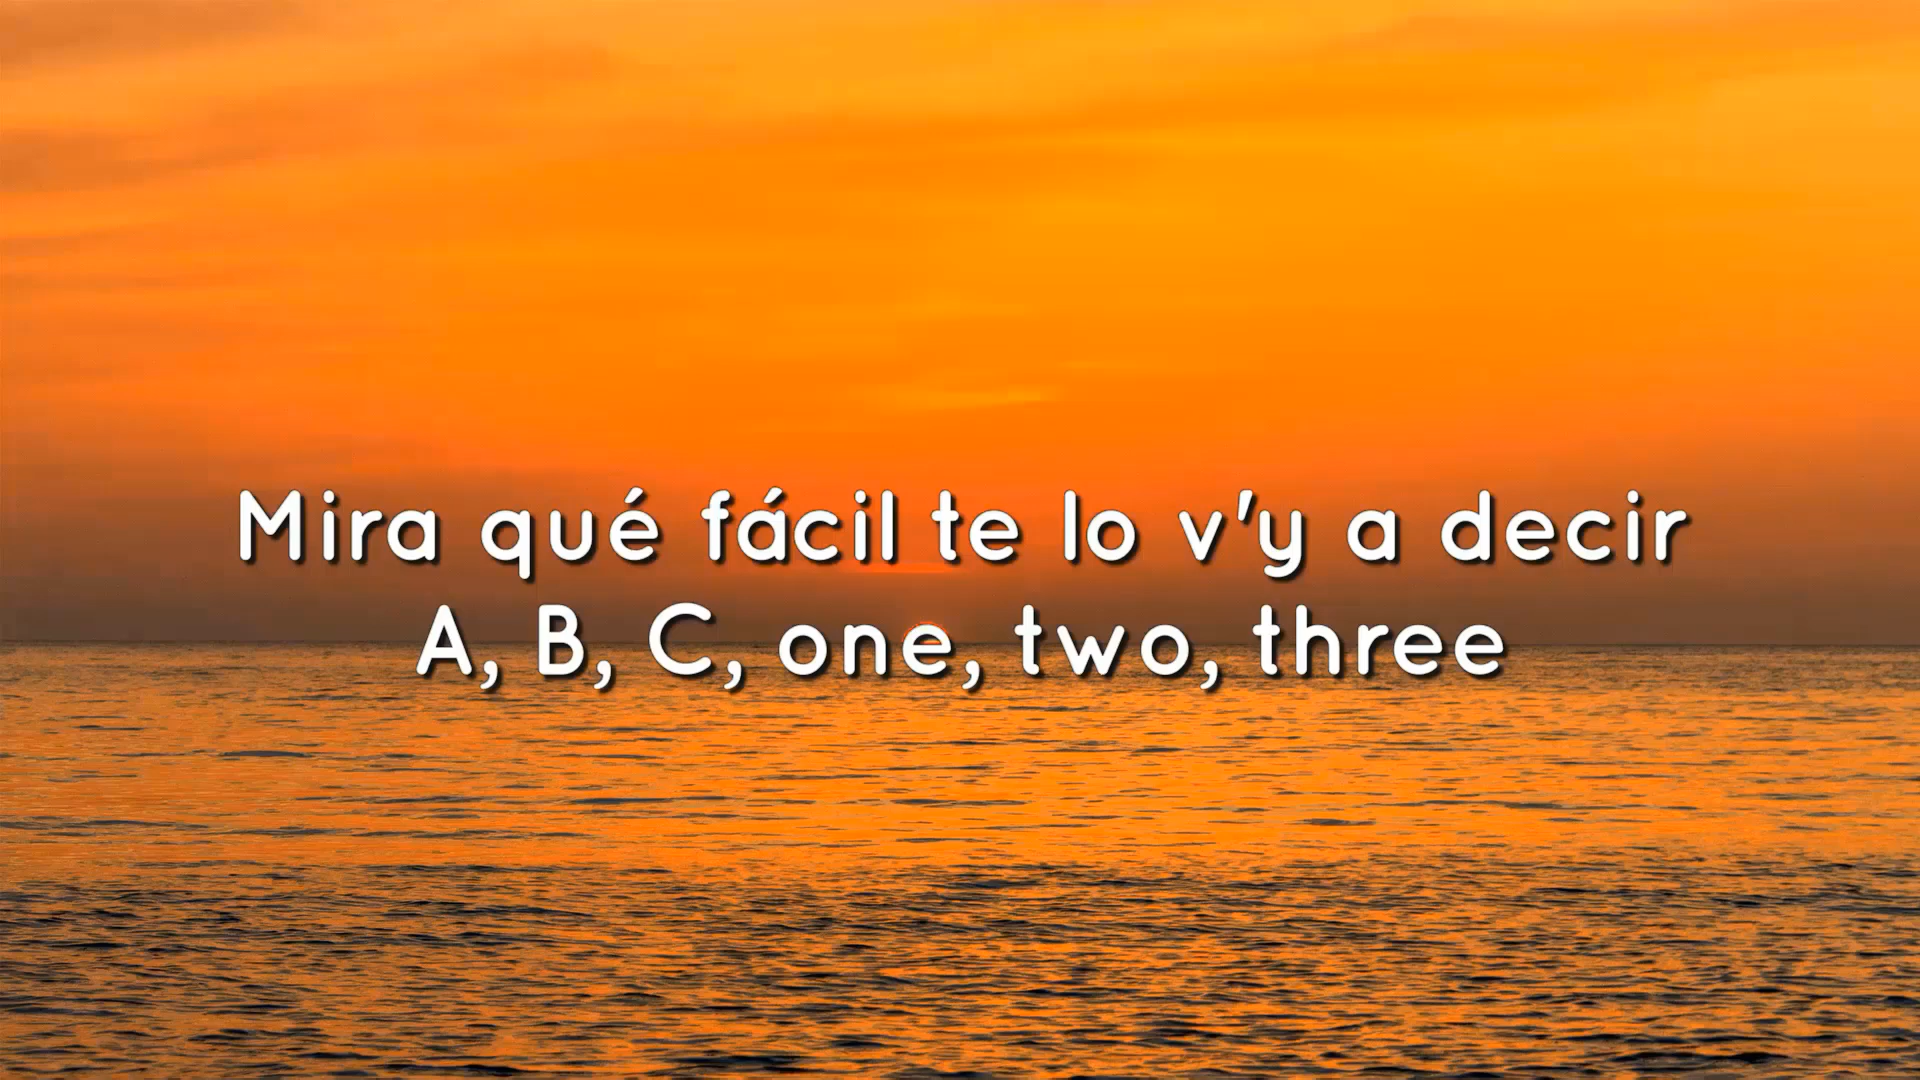 Mira qué fácil te lo v'y a decir
A, B, C, one, two, three